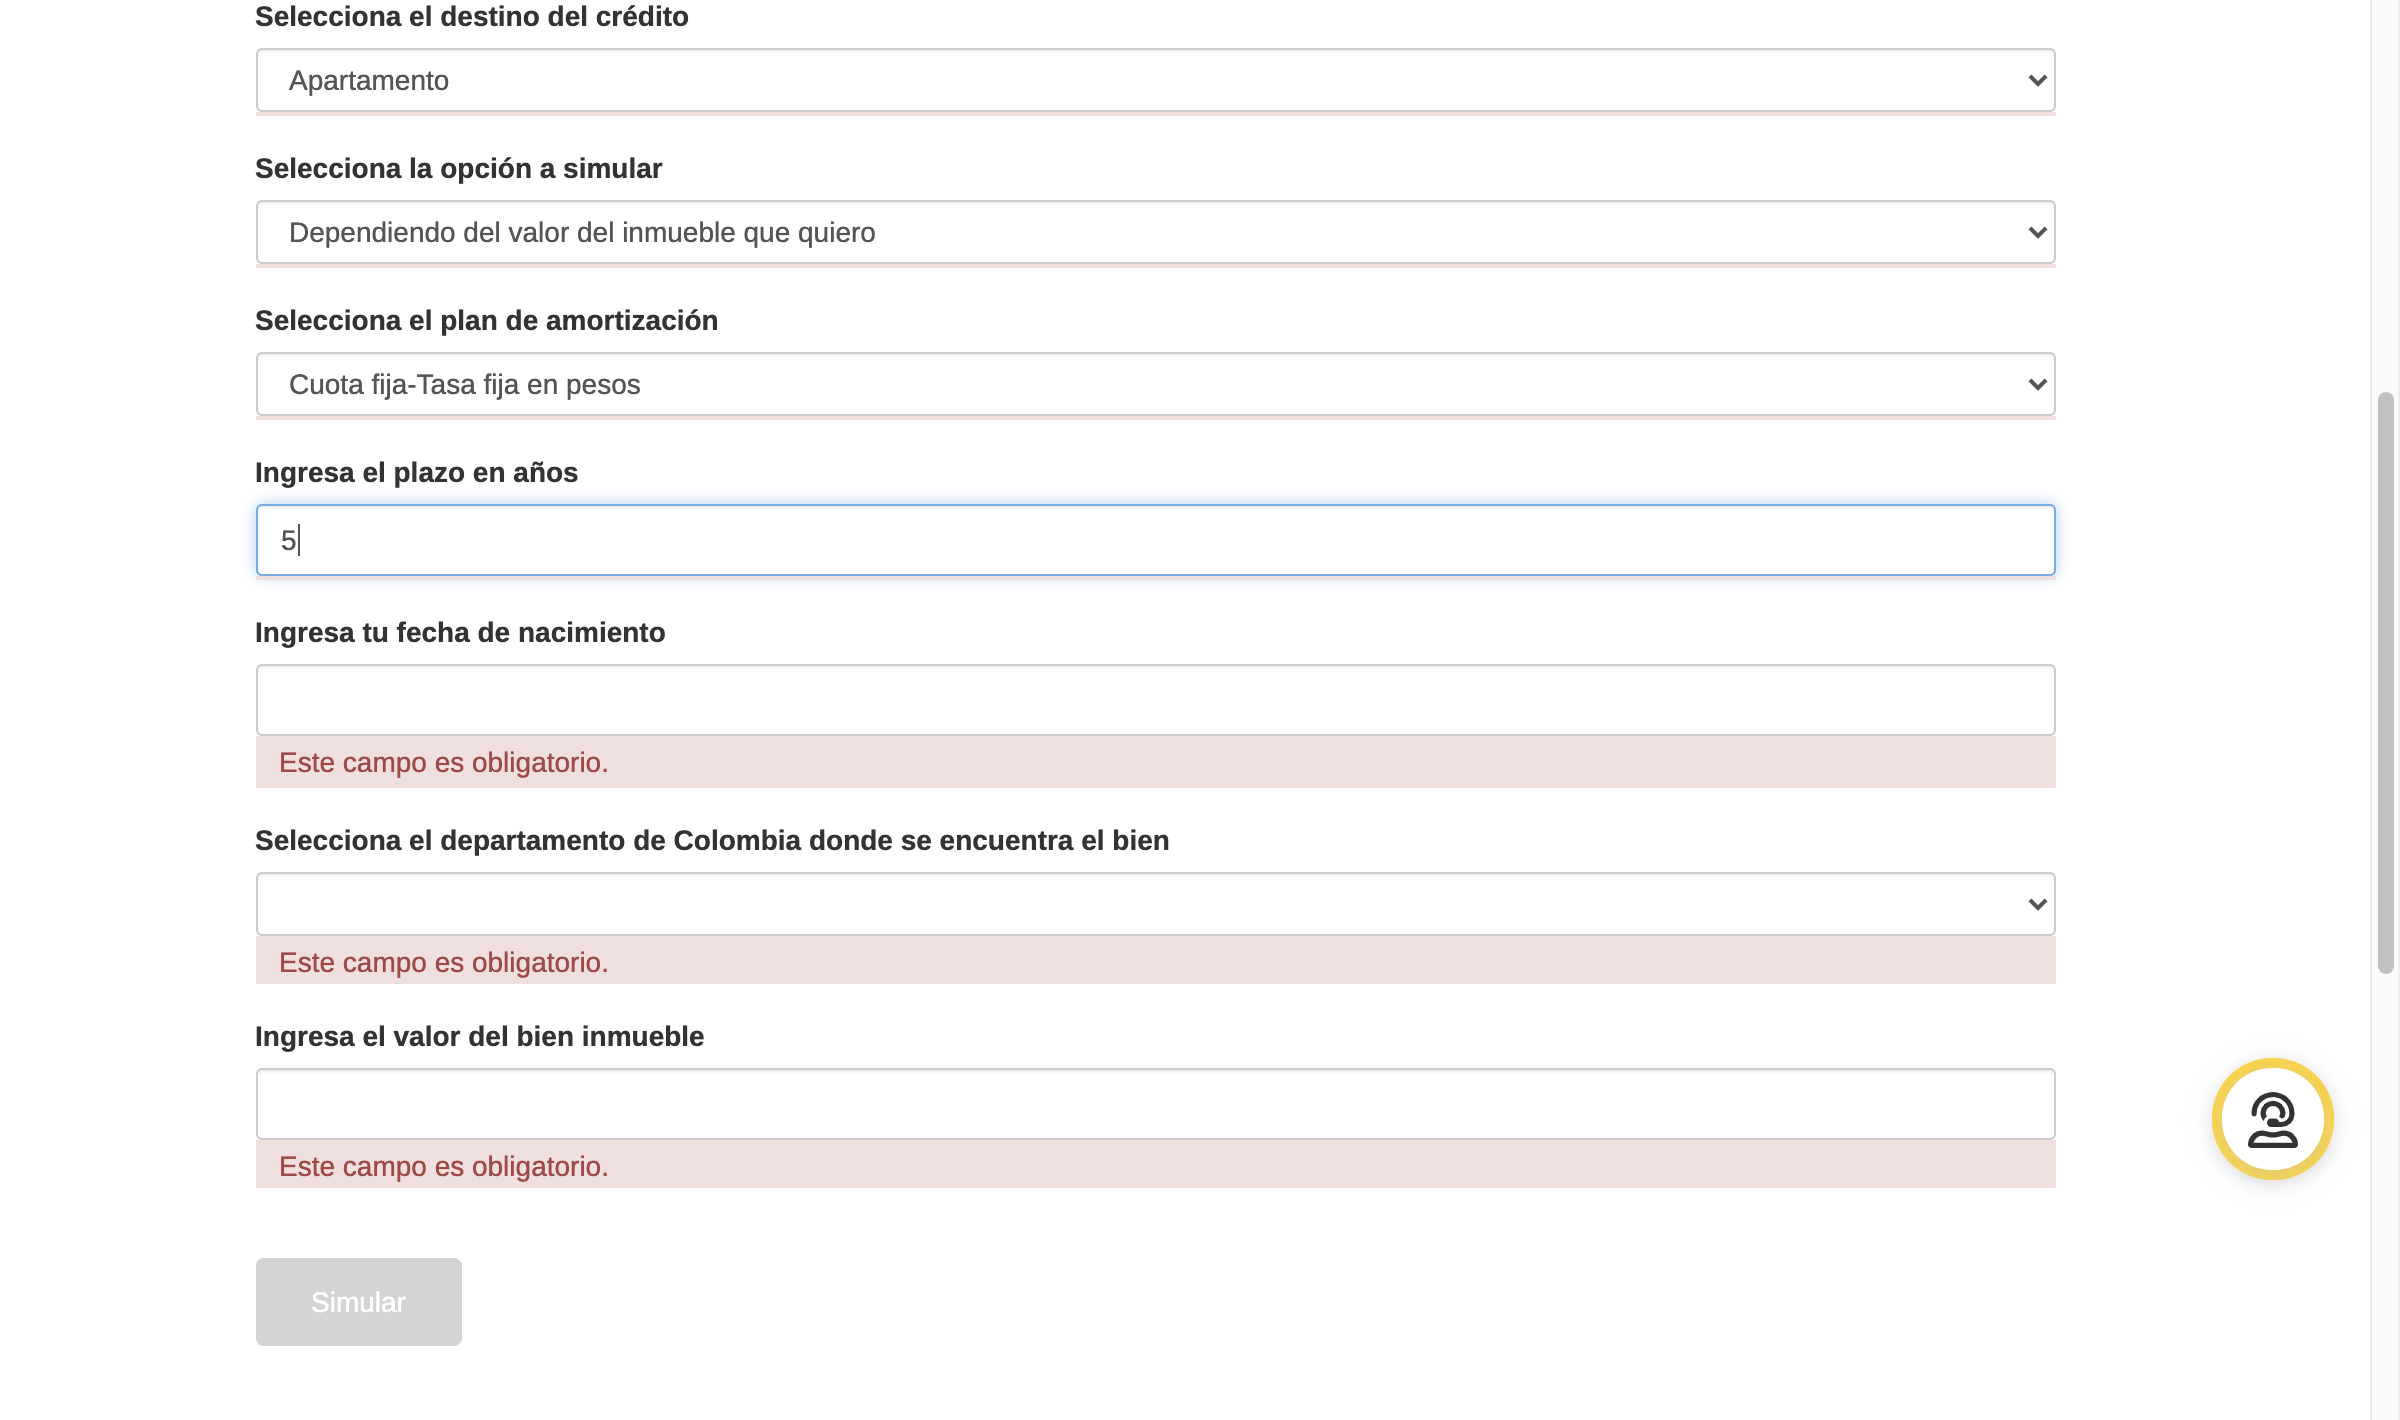 Selecciona el destino del crédito
Apartamento
Selecciona la opción a simular
Dependiendo del valor del inmueble que quiero
Selecciona el plan de amortización
Cuota fija-Tasa fija en pesos
Ingresa el plazo en años
5
Ingresa tu fecha de nacimiento
Este campo es obligatorio.
Selecciona el departamento de Colombia donde se encuentra el bien
Este campo es obligatorio.
Ingresa el valor del bien inmueble
Este campo es obligatorio.
Simular